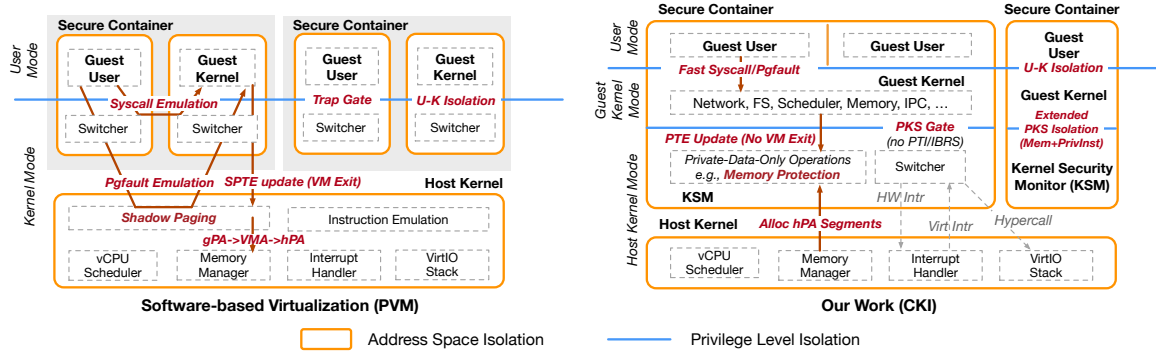 Secure Container
Secure Container
User
Mode
Guest
User
Guest
Kernel
Guest
User
Guest
Kernel
Syscall Emulation
Trap Gate
U-K Isolation
Switcher
Switcher
Switcher
Switcher
Kernel Mode
Pgfault Emulation
SPTE update (VM Exit)
Host Kernel
Shadow Paging
Instruction Emulation
gPA->VMA->hPA
vCPU
Scheduler
Memory
Manager
Interrupt
Handler
VirtIO
Stack
Software-based Virtualization (PVM)
Secure Container
Secure Container
User
Mode
Guest User
Guest User
Guest
User
Fast Syscall/Pgfault
U-K Isolation
Guest
Kernel
Mode
Guest Kernel
Guest Kernel
Network, FS, Scheduler, Memory, IPC, ...
Extended
PKS Isolation
(Mem+PrivInst)
PTE Update (No VM Exit)
PKS Gate
(no PTI/IBRS)
Host Kernel Mode
Private-Data-Only Operations
e.g., Memory Protection
Switcher
Kernel Security
Monitor (KSM)
KSM
HW Intr
Virt Intr
Hypercall
Host Kernel
Alloc hPA Segments
vCPU
Scheduler
Memory
Manager
Interrupt
Handler
VirtIO
Stack
Our Work (CKI)
Address Space Isolation
Privilege Level Isolation